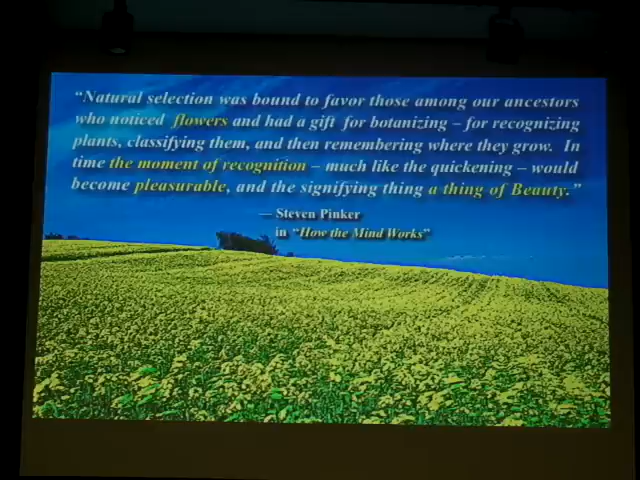 “Natural selection was bound to favor those among our ancestors
who noticed flowers and had a gift for botanizing – for recognizing
plants, classifying them, and then remembering where they grow. In
time the moment of recognition – much like the quickening – would
become pleasurable, and the signifying thing a thing of Beauty.”
— Steven Pinker
in “How the Mind Works”